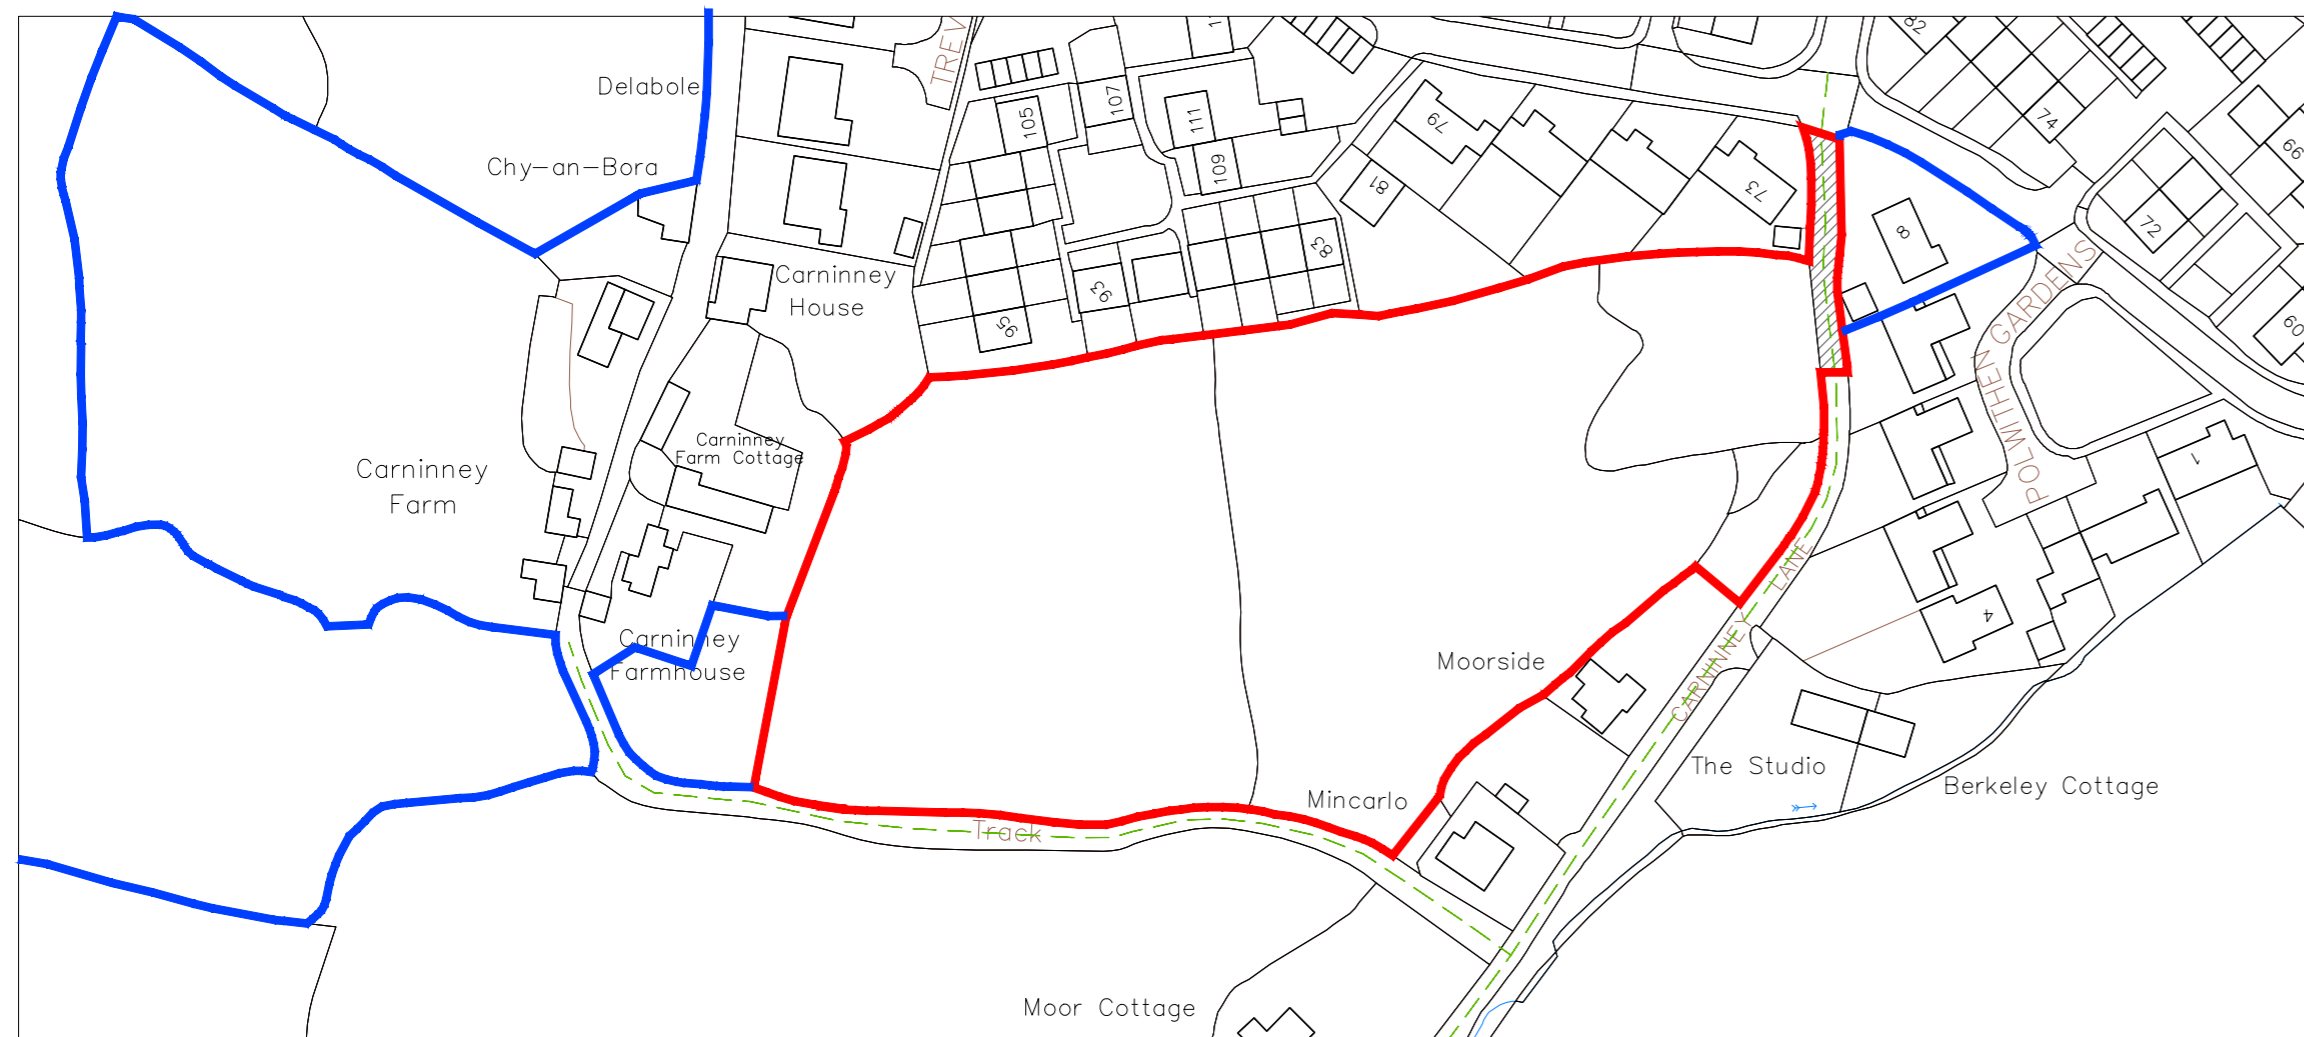 TREV
82
Delabole
107
105
111
79
74
99
Chy-an-Bora
109
81
73
72
8
83
Carninney
House
93
95
60
POLWITHEN GARDENS
Carninney
Farm Cottage
Carninney
Farm
1
CARNINNEY LANE
4
Carninney
Farmhouse
Moorside
The Studio
Berkeley Cottage
Mincarlo
Track
Moor Cottage